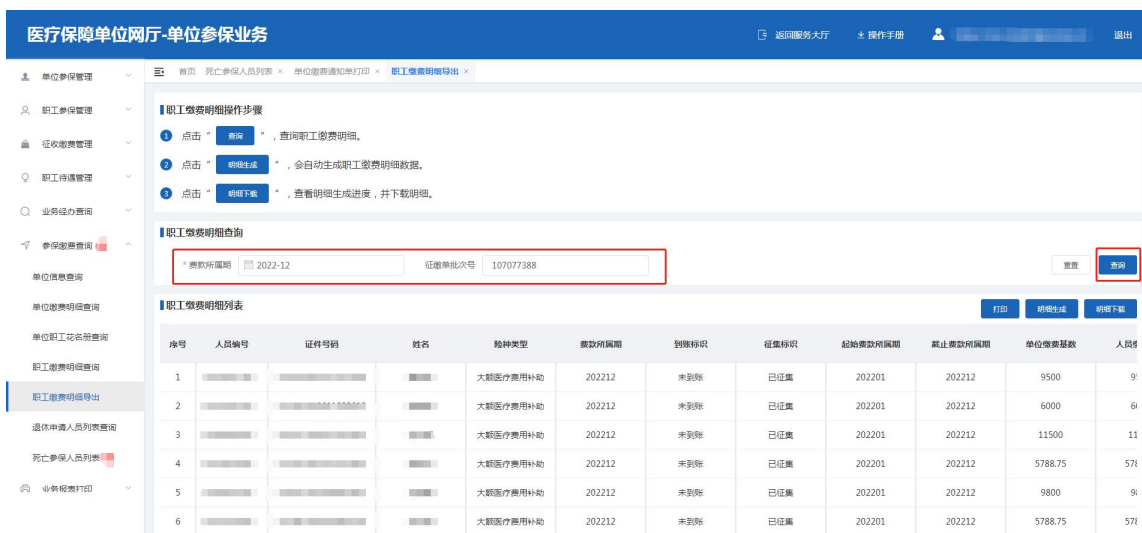 医疗保障单位网厅-单位参保业务
返回服务大厅 操作手册 退出
单位参保管理
职工参保管理
征收缴费管理
职工待遇管理
业务经办查询
参保缴费查询
单位信息查询
单位缴费明细查询
单位职工花名册查询
职工缴费明细查询
职工缴费明细导出
退休申请人员列表查询
死亡参保人员列表
业务报表打印
首页 死亡参保人员列表 × 单位缴费通知单打印 × 职工缴费明细导出 ×
职工缴费明细操作步骤
1 点击“ 查询 ”，查询职工缴费明细。
2 点击“ 明细生成 ”，会自动生成职工缴费明细数据。
3 点击“ 明细下载 ”，查看明细生成进度，并下载明细。
职工缴费明细查询
*费款所属期 2022-12 征缴单批次号 107077388 重置 查询
职工缴费明细列表 打印 明细生成 明细下载
序号 人员编号 证件号码 姓名 险种类型 费款所属期 到账标识 征集标识 起始费款所属期 截止费款所属期 单位缴费基数
1 大额医疗费用补助 202212 未到账 已征集 202201 202212 9500
2 大额医疗费用补助 202212 未到账 已征集 202201 202212 6000
3 大额医疗费用补助 202212 未到账 已征集 202201 202212 11500
4 大额医疗费用补助 202212 未到账 已征集 202201 202212 5788.75
5 大额医疗费用补助 202212 未到账 已征集 202201 202212 9800
6 大额医疗费用补助 202212 未到账 已征集 202201 202212 5788.75